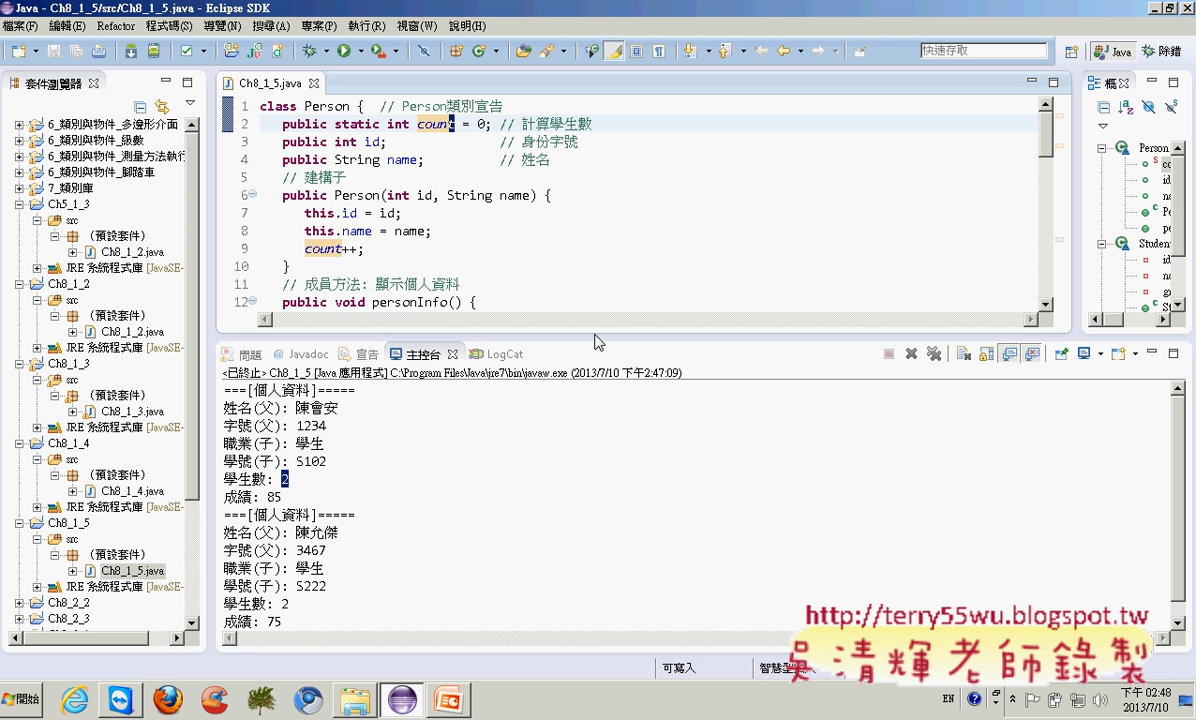 Java - Ch8_1_5/src/Ch8_1_5.java - Eclipse SDK
檔案(F) 編輯(E) Refactor 程式碼(S) 導覽(N) 搜尋(A) 專案(P) 執行(R) 視窗(W) 說明(H)
快速存取
Java
除錯
套件瀏覽器
6_類別與物件_多邊形介面
6_類別與物件_級數
6_類別與物件_測量方法執行
6_類別與物件_腳踏車
7_類別庫
Ch5_1_3
src
(預設套件)
Ch8_1_2.java
JRE 系統程式庫 [JavaSE-
Ch8_1_2
src
(預設套件)
Ch8_1_2.java
JRE 系統程式庫 [JavaSE-
Ch8_1_3
src
(預設套件)
Ch8_1_3.java
JRE 系統程式庫 [JavaSE-
Ch8_1_4
src
(預設套件)
Ch8_1_4.java
JRE 系統程式庫 [JavaSE-
Ch8_1_5
src
(預設套件)
Ch8_1_5.java
JRE 系統程式庫 [JavaSE-
Ch8_2_2
Ch8_2_3
Ch8_1_5.java
1 class Person { // Person類別宣告
2 public static int count = 0; // 計算學生數
3 public int id; // 身份字號
4 public String name; // 姓名
5 // 建構子
6 public Person(int id, String name) {
7 this.id = id;
8 this.name = name;
9 count++;
10 }
11 // 成員方法: 顯示個人資料
12 public void personInfo() {
概
Person
co
id
na
Pe
pe
Student
id
na
St
問題 @ Javadoc 宣告 主控台 LogCat
<已終止> Ch8_1_5 [Java 應用程式] C:\Program Files\Java\jre7\bin\javaw.exe (2013/7/10 下午2:47:09)
===[個人資料]=====
姓名(父): 陳會安
字號(父): 1234
職業(子): 學生
學號(子): S102
學生數: 2
成績: 85
===[個人資料]=====
姓名(父): 陳允傑
字號(父): 3467
職業(子): 學生
學號(子): S222
學生數: 2
成績: 75
http://terry55wu.blogspot.tw
吳清輝老師錄製
可寫入
智慧型插入
開始
EN
下午 02:48
2013/7/10